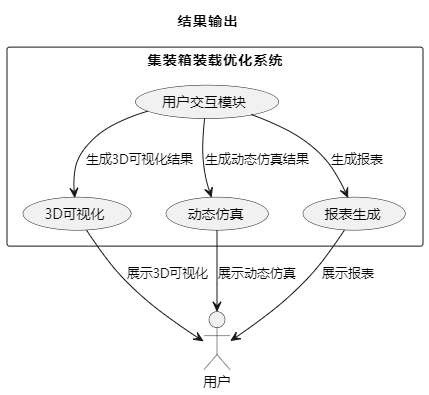 结果输出
集装箱装载优化系统
用户交互模块
生成3D可视化结果
生成动态仿真结果
生成报表
3D可视化
动态仿真
报表生成
展示3D可视化
展示动态仿真
展示报表
用户